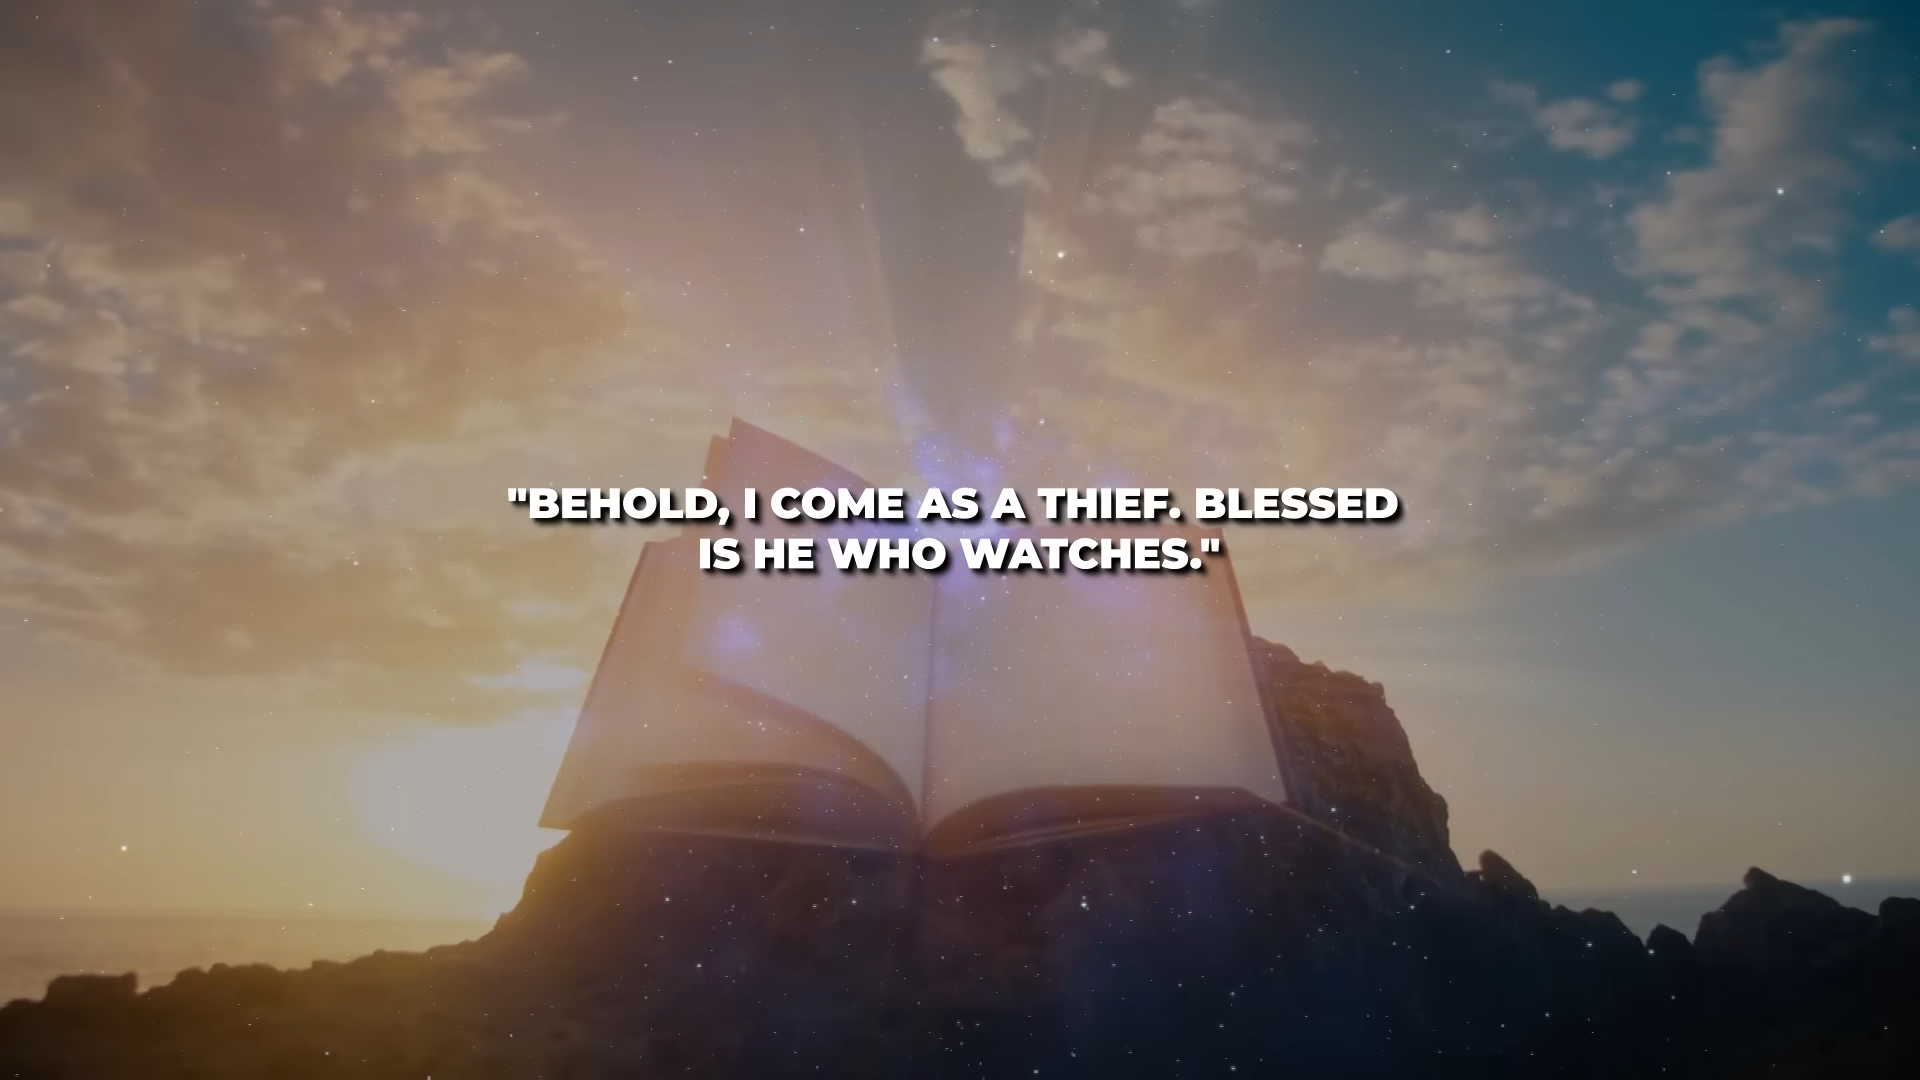 "BEHOLD, I COME AS A THIEF. BLESSED
IS HE WHO WATCHES."